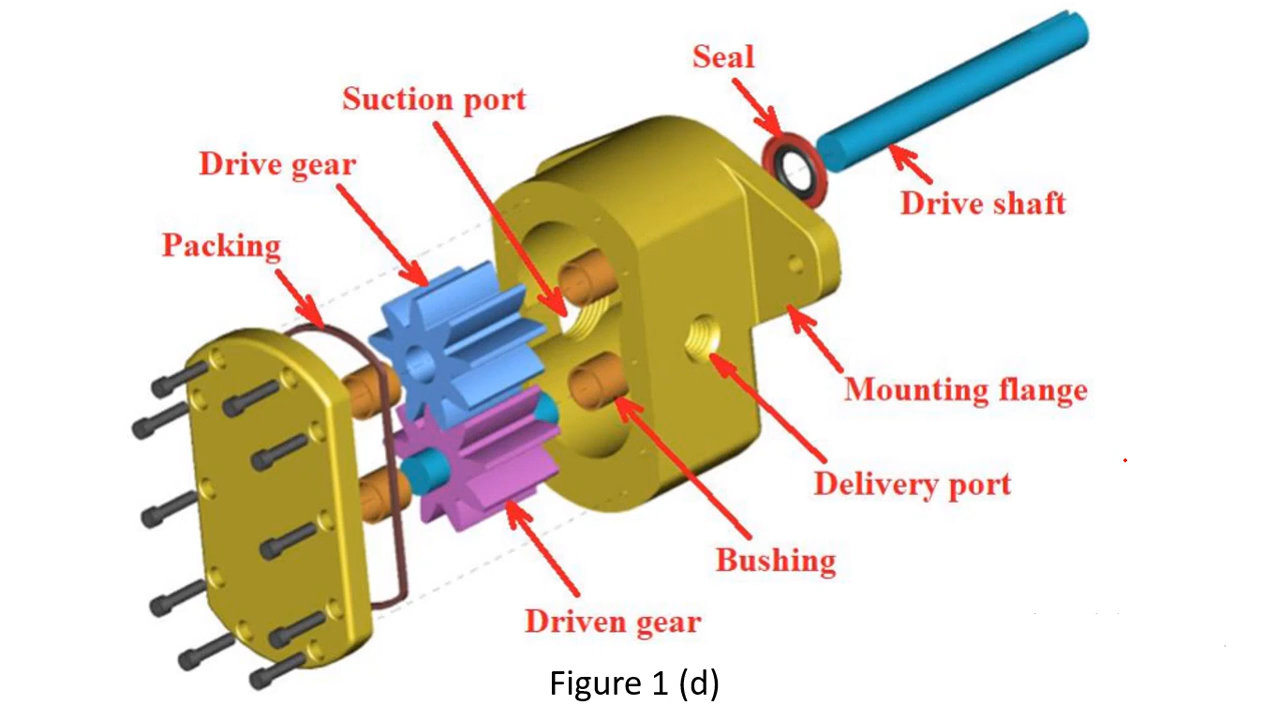 Seal
Suction port
Drive gear
Drive shaft
Packing
Mounting flange
Delivery port
Bushing
Driven gear
Figure 1 (d)